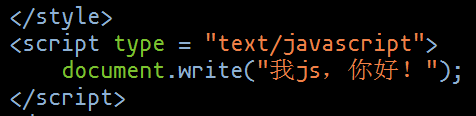 </style>
<script type = "text/javascript">
document.write("我js，你好！");
</script>